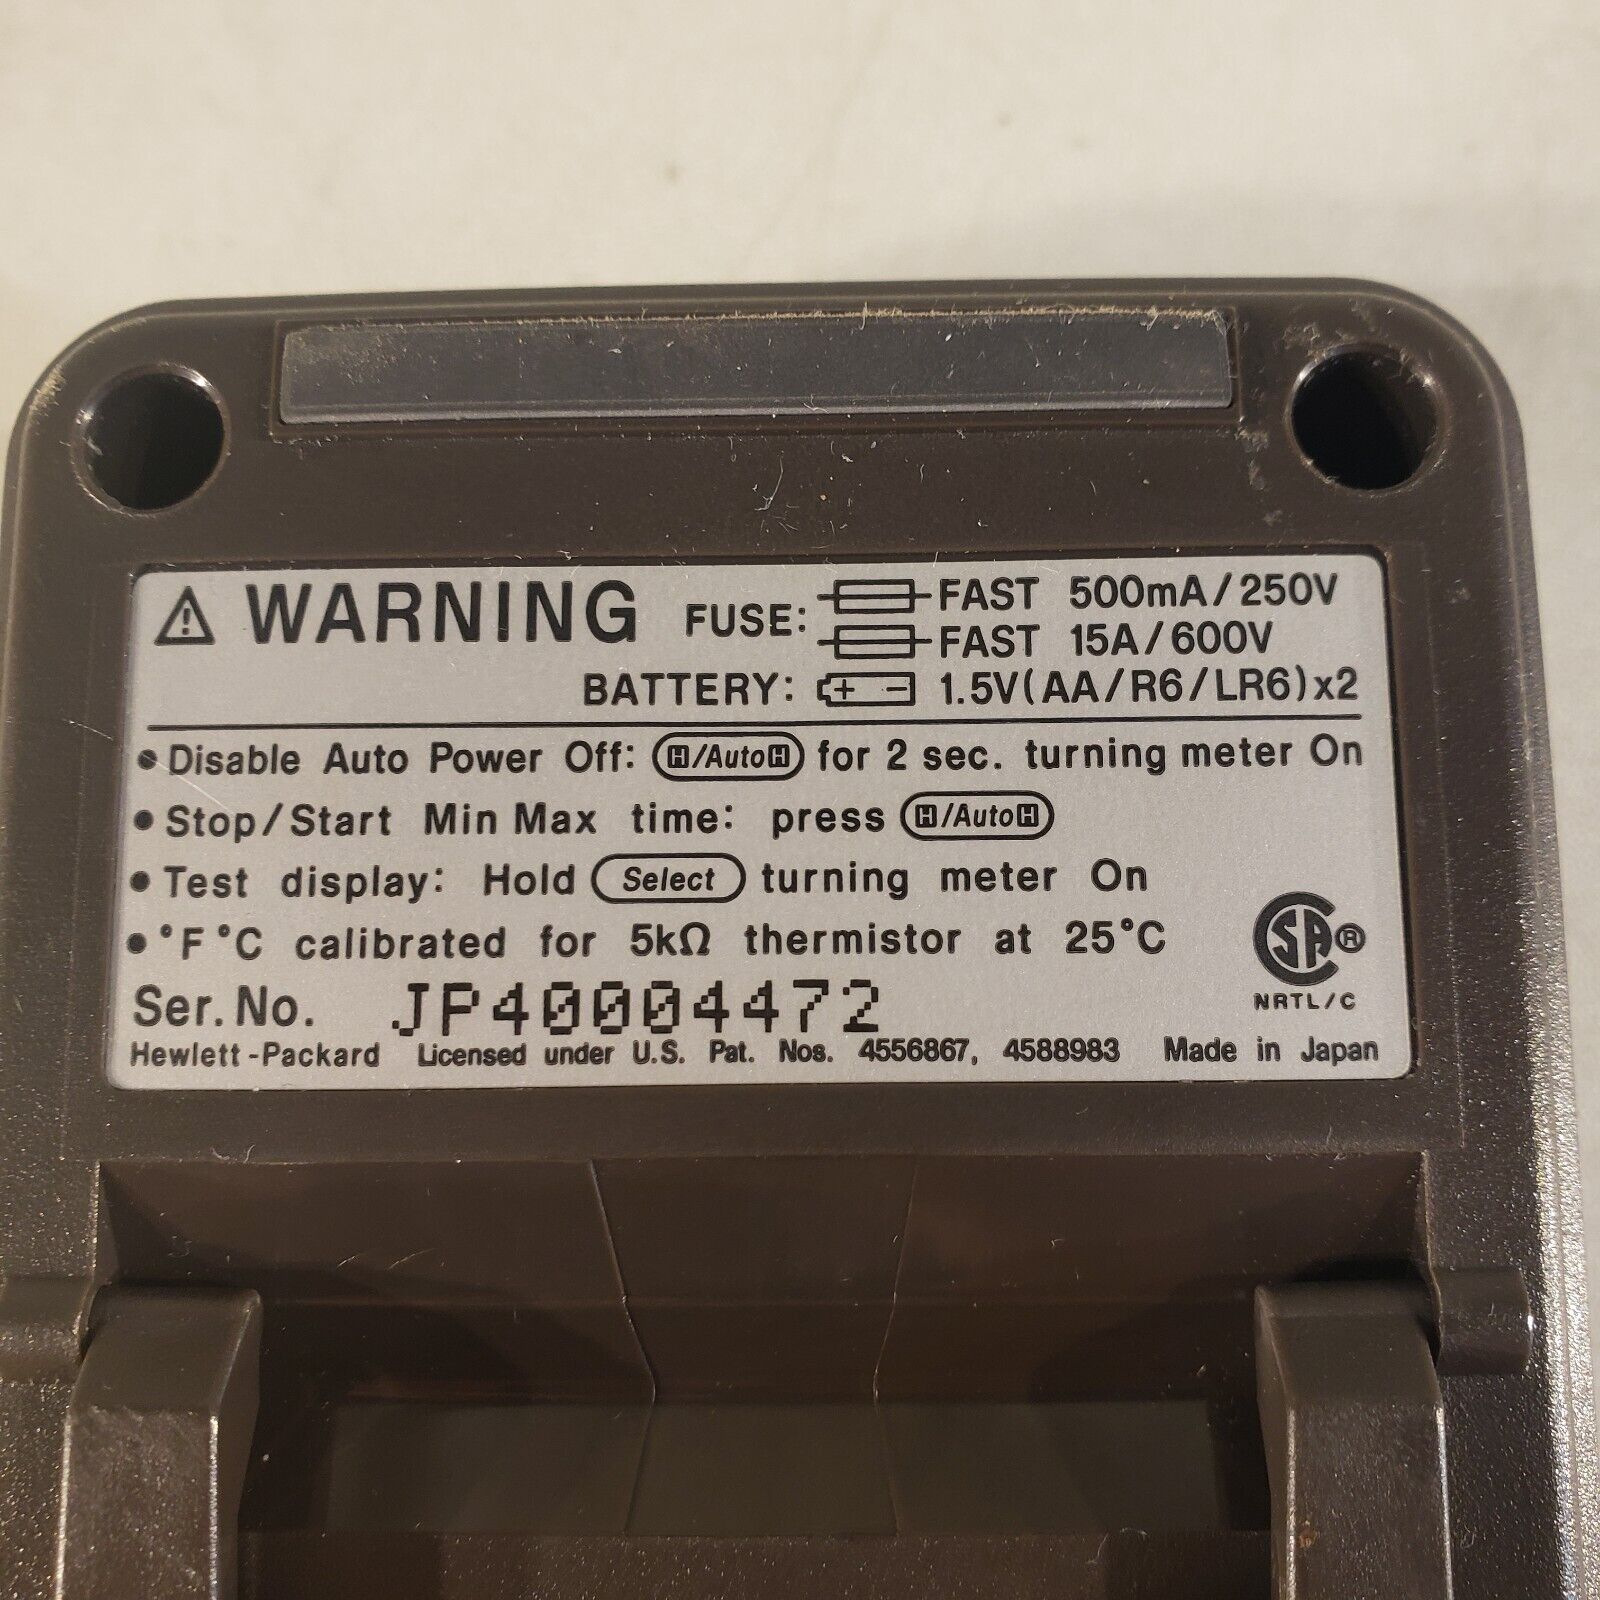 ⚠ WARNING FUSE: FAST 500mA/250V
FAST 15A/600V
BATTERY: + - 1.5V(AA/R6/LR6)x2
• Disable Auto Power Off: H/AutoH for 2 sec. turning meter On
• Stop/Start Min Max time: press H/AutoH
• Test display: Hold Select turning meter On
• °F °C calibrated for 5kΩ thermistor at 25°C
SA®
NRTL/C
Ser.No. JP40004472
Hewlett-Packard Licensed under U.S. Pat. Nos. 4556867, 4588983 Made in Japan